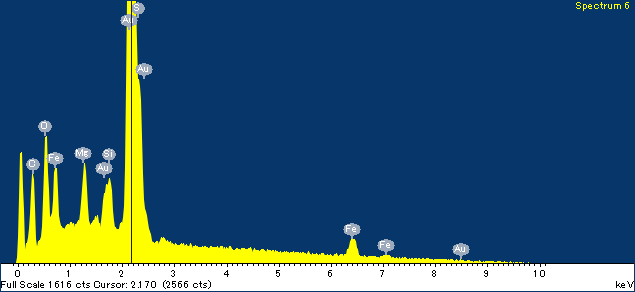 Spectrum 6
S
Au
Au
O
Mg
Si
Fe
C
Au
Fe
Fe
Au
0 1 2 3 4 5 6 7 8 9 10
Full Scale 1616 cts Cursor: 2.170 (2566 cts) keV